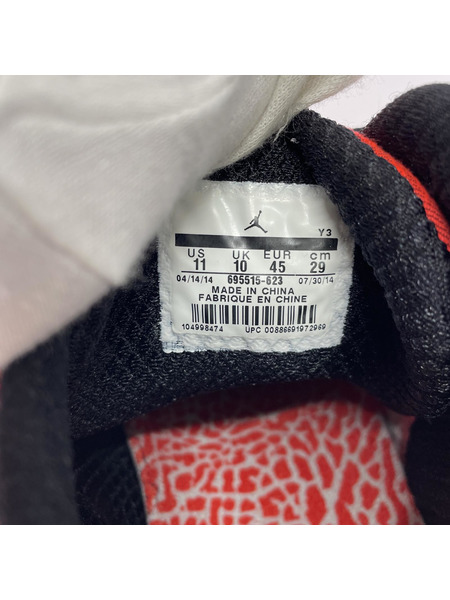 Y3
US UK EUR cm
11 10 45 29
04/14/14 695515-623 07/30/14
MADE IN CHINA
FABRIQUE EN CHINE
104998474 UPC 00886691972969